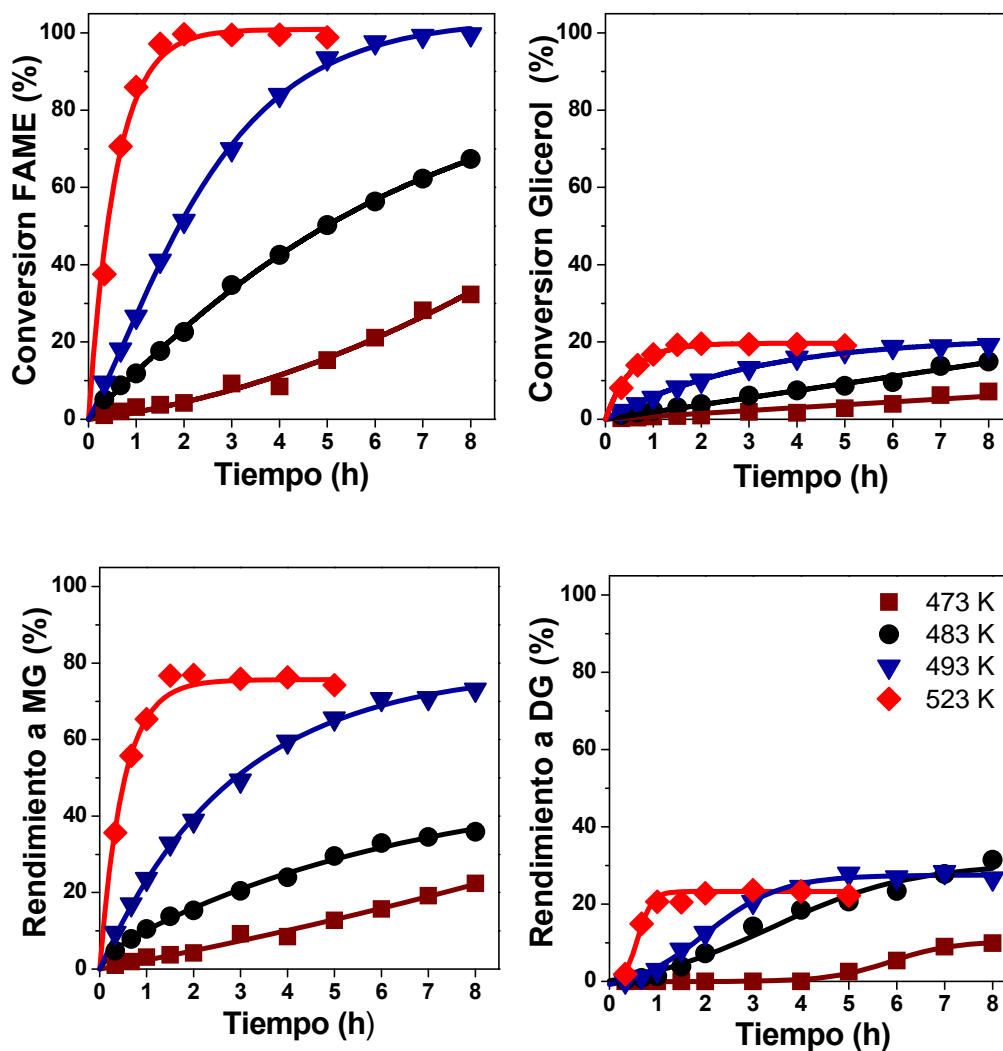 Conversión FAME (%)
100
80
60
40
20
0
0 1 2 3 4 5 6 7 8
Tiempo (h)
Conversión Glicerol (%)
100
80
60
40
20
0
0 1 2 3 4 5 6 7 8
Tiempo (h)
Rendimiento a MG (%)
100
80
60
40
20
0
0 1 2 3 4 5 6 7 8
Tiempo (h)
Rendimiento a DG (%)
100
80
60
40
20
0
0 1 2 3 4 5 6 7 8
Tiempo (h)
473 K
483 K
493 K
523 K